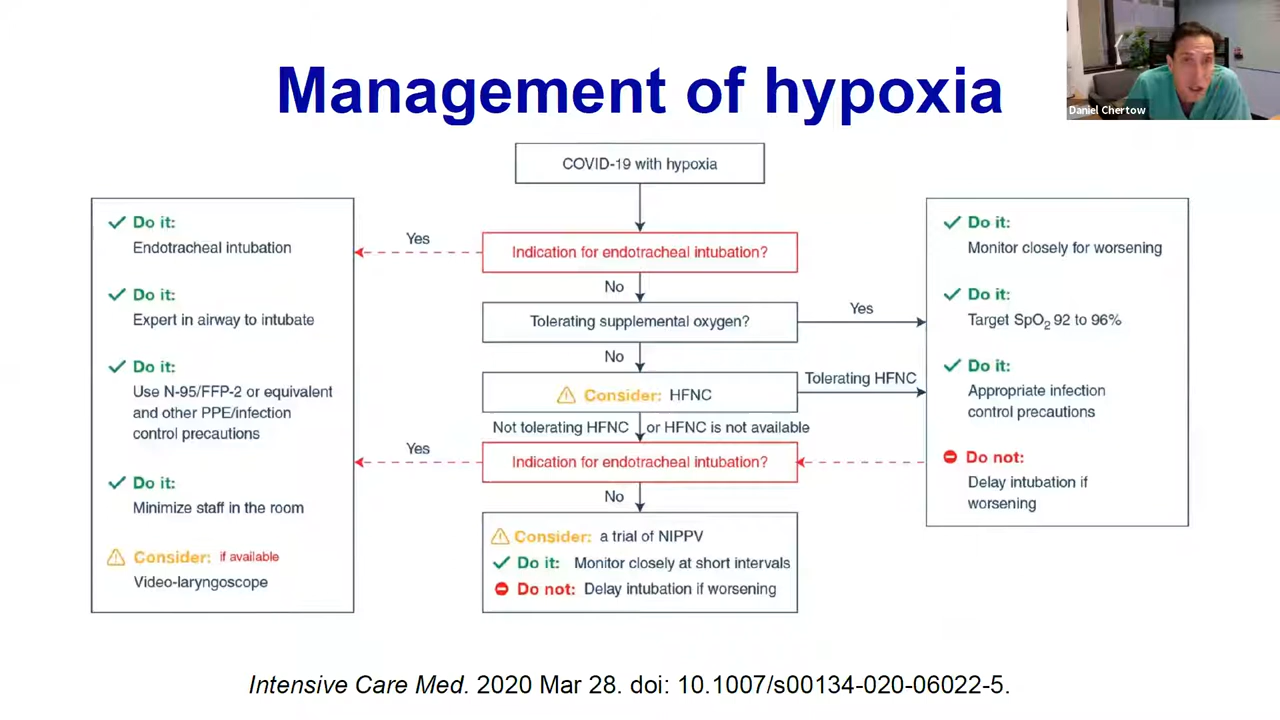 Management of hypoxia
Daniel Chertow
COVID-19 with hypoxia
Do it:
Endotracheal intubation
Do it:
Expert in airway to intubate
Do it:
Use N-95/FFP-2 or equivalent
and other PPE/infection
control precautions
Do it:
Minimize staff in the room
Consider: if available
Video-laryngoscope
Yes
Indication for endotracheal intubation?
No
Tolerating supplemental oxygen?
Yes
No
Consider: HFNC
Tolerating HFNC
Not tolerating HFNC or HFNC is not available
Yes
Indication for endotracheal intubation?
No
Consider: a trial of NIPPV
Do it: Monitor closely at short intervals
Do not: Delay intubation if worsening
Do it:
Monitor closely for worsening
Do it:
Target SpO2 92 to 96%
Do it:
Appropriate infection
control precautions
Do not:
Delay intubation if
worsening
Intensive Care Med. 2020 Mar 28. doi: 10.1007/s00134-020-06022-5.